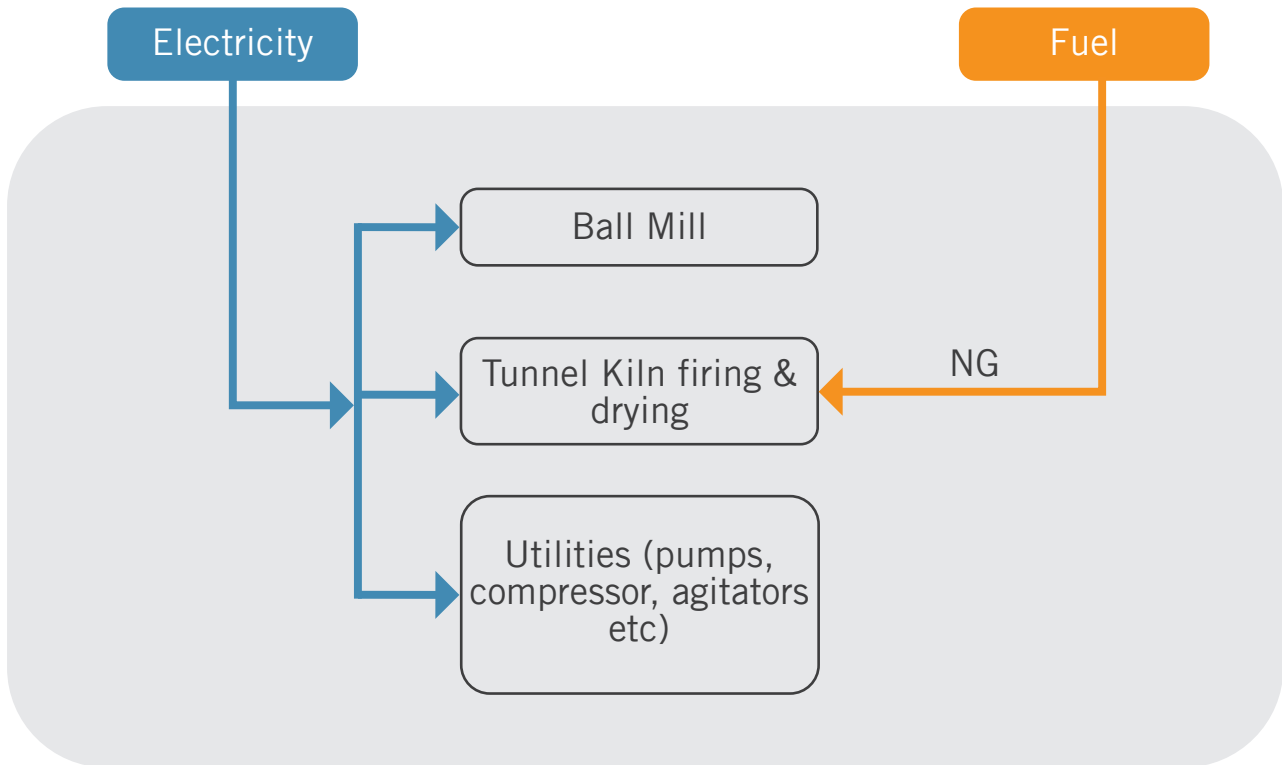 Electricity
Fuel
Ball Mill
Tunnel Kiln firing &
drying
NG
Utilities (pumps,
compressor, agitators
etc)